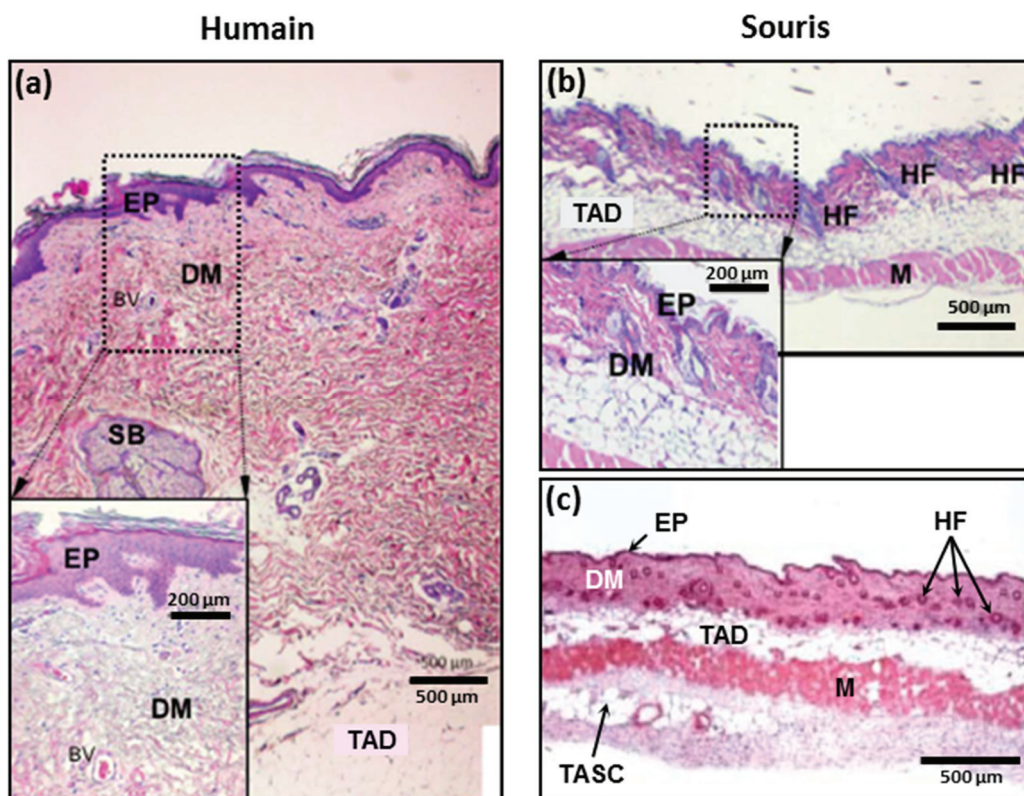 Humain
Souris
(a)
EP
DM
BV
SB
EP
200 µm
DM
BV
500 µm
500 µm
TAD
(b)
HF
HF
TAD
HF
M
200 µm
EP
500 µm
DM
(c)
EP
HF
DM
TAD
M
TASC
500 µm